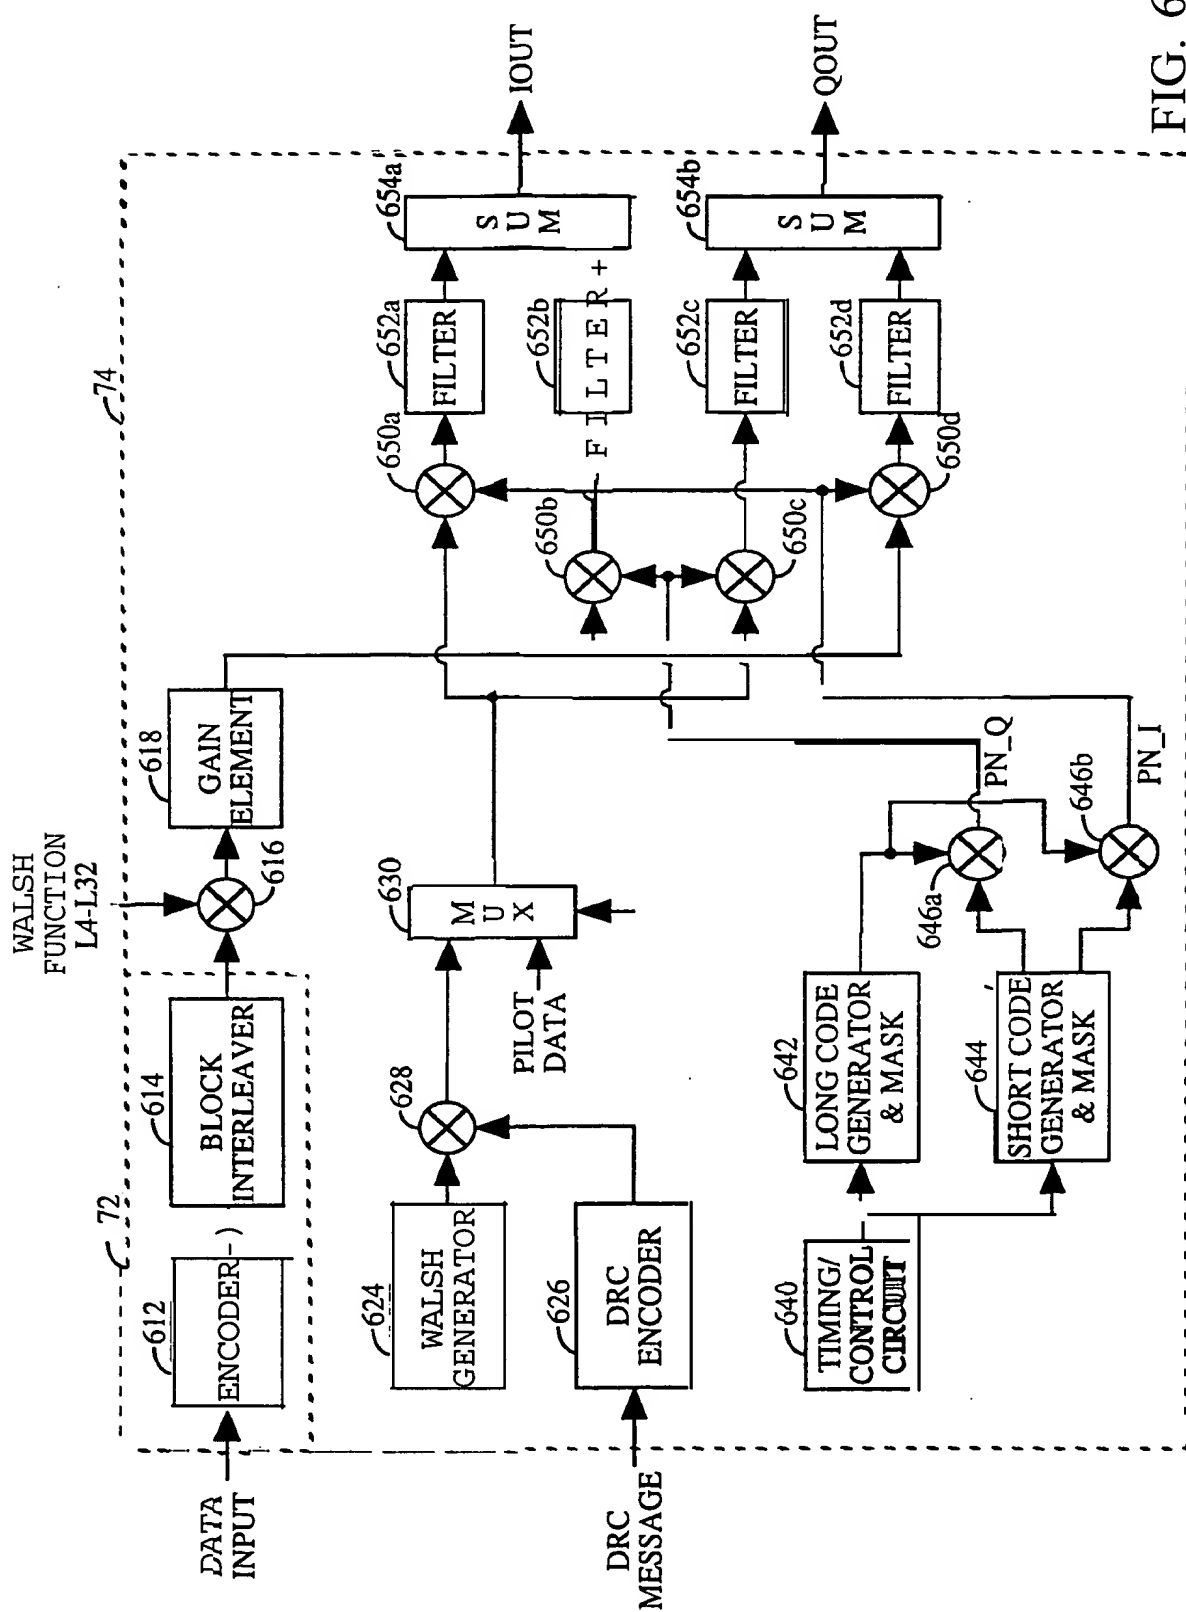 WALSH
FUNCTION
L4-L32
72
74
DATA
INPUT
612
ENCODER
-)
614
BLOCK
INTERLEAVER
616
618
GAIN
ELEMENT
624
WALSH
GENERATOR
628
630
M
U
X
PILOT
DATA
DRC
MESSAGE
626
DRC
ENCODER
640
TIMING/
CONTROL
CIRCUIT
642
LONG CODE
GENERATOR
& MASK
644
SHORT CODE
GENERATOR
& MASK
646a
646b
PN_Q
PN_I
650a
650b
650c
650d
652a
FILTER
652b
FILTER+
652c
FILTER
652d
FILTER
654a
S
U
M
654b
S
U
M
IOUT
QOUT
FIG. 6